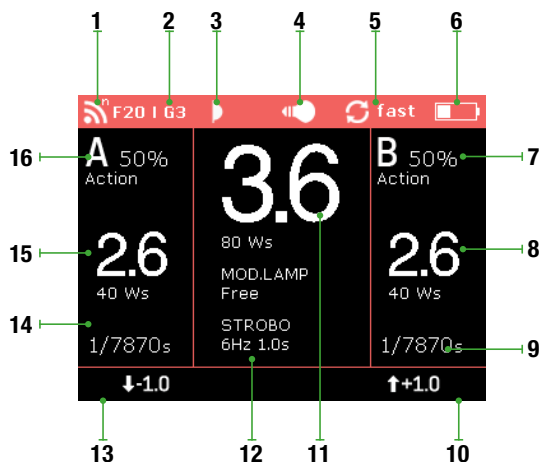 1 2 3 4 5 6
n F20 | G3 fast
16 A 50% B 50% 7
Action Action
3.6
15 2.6 80 Ws 2.6 8
40 Ws 40 Ws
MOD.LAMP
Free
14 STROBO
1/7870s 6Hz 1.0s 1/7870s 9
⬇-1.0 ⬆+1.0
13 12 11 10